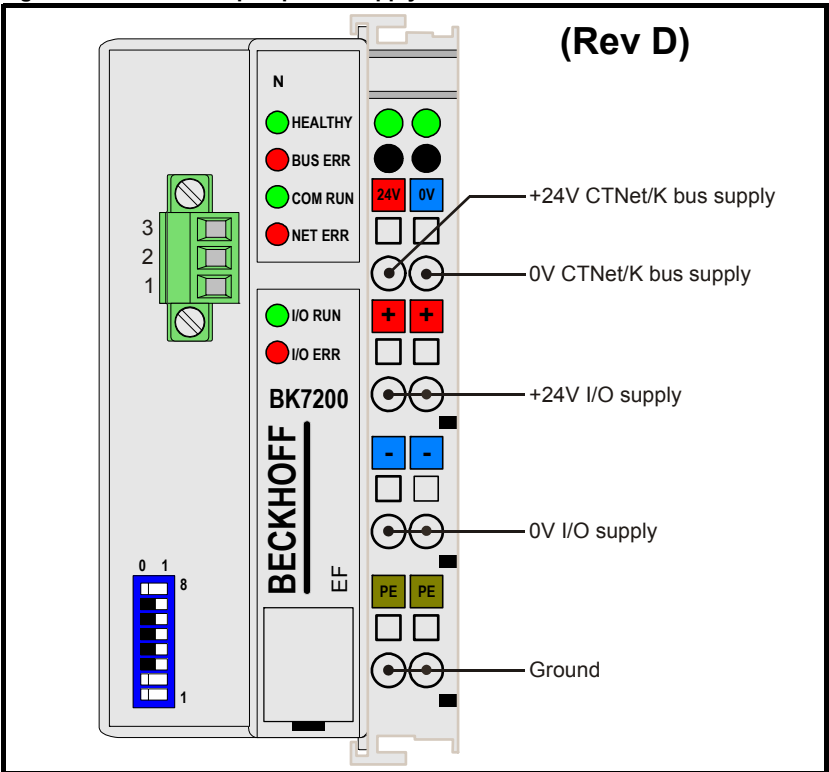 (Rev D)
N
HEALTHY
BUS ERR
COM RUN
NET ERR
24V 0V
+24V CTNet/K bus supply
0V CTNet/K bus supply
3
2
1
I/O RUN
I/O ERR
+ +
+24V I/O supply
BK7200
BECKHOFF
- -
0V I/O supply
EF
0 1
8
1
PE PE
Ground